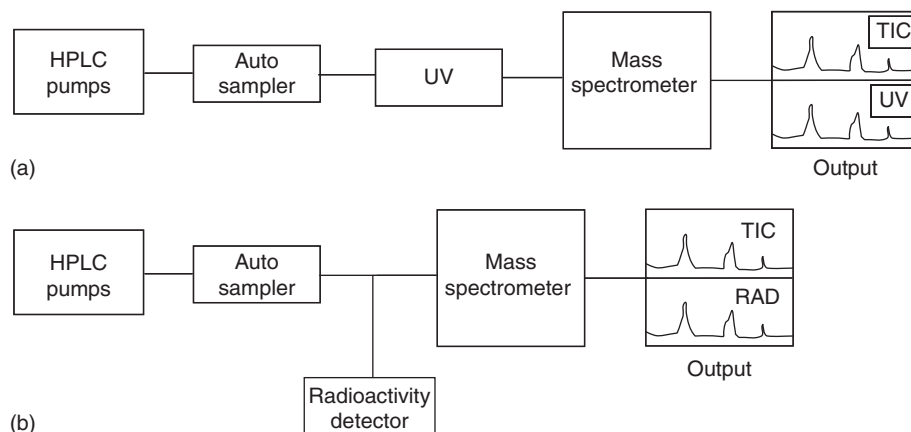 HPLC
pumps
Auto
sampler
UV
Mass
spectrometer
TIC
UV
Output
(a)
HPLC
pumps
Auto
sampler
Mass
spectrometer
TIC
RAD
Output
Radioactivity
detector
(b)